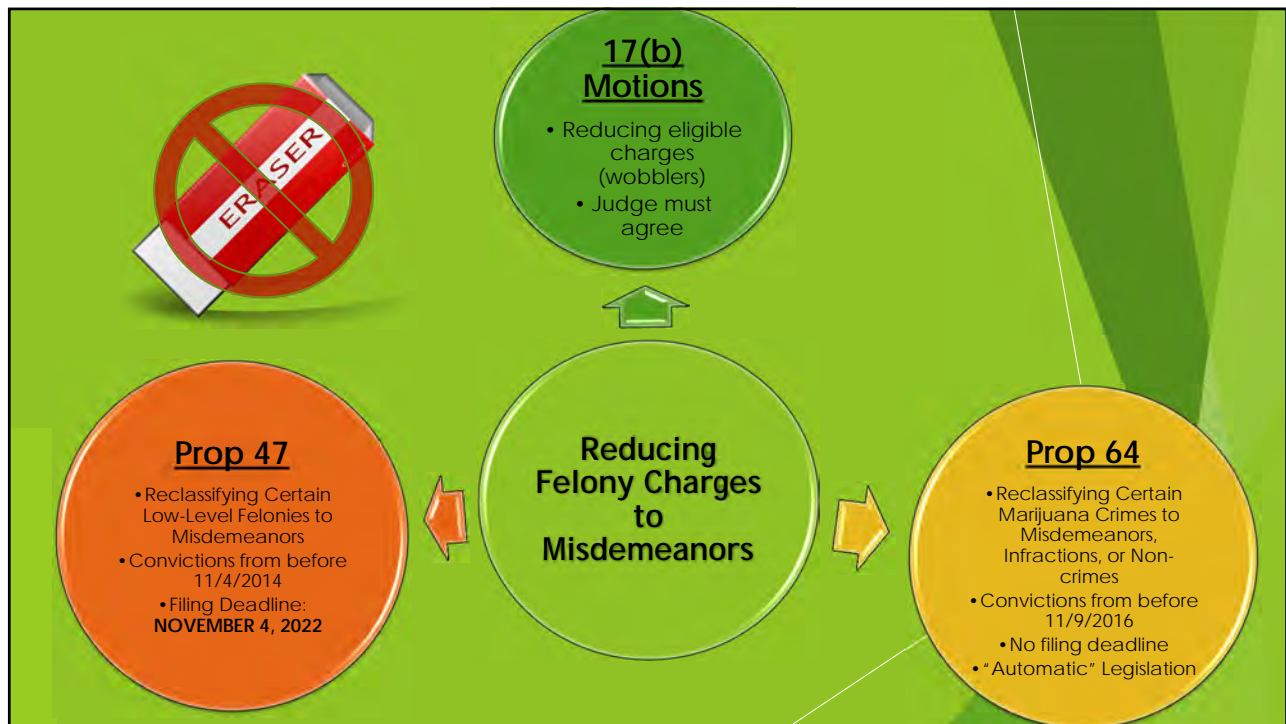 17(b)
Motions
• Reducing eligible
charges
(wobblers)
• Judge must
agree
ERASER
Reducing
Felony Charges
to
Misdemeanors
Prop 47
•Reclassifying Certain
Low-Level Felonies to
Misdemeanors
•Convictions from before
11/4/2014
•Filing Deadline:
NOVEMBER 4, 2022
Prop 64
•Reclassifying Certain
Marijuana Crimes to
Misdemeanors,
Infractions, or Non-
crimes
•Convictions from before
11/9/2016
•No filing deadline
•“Automatic” Legislation